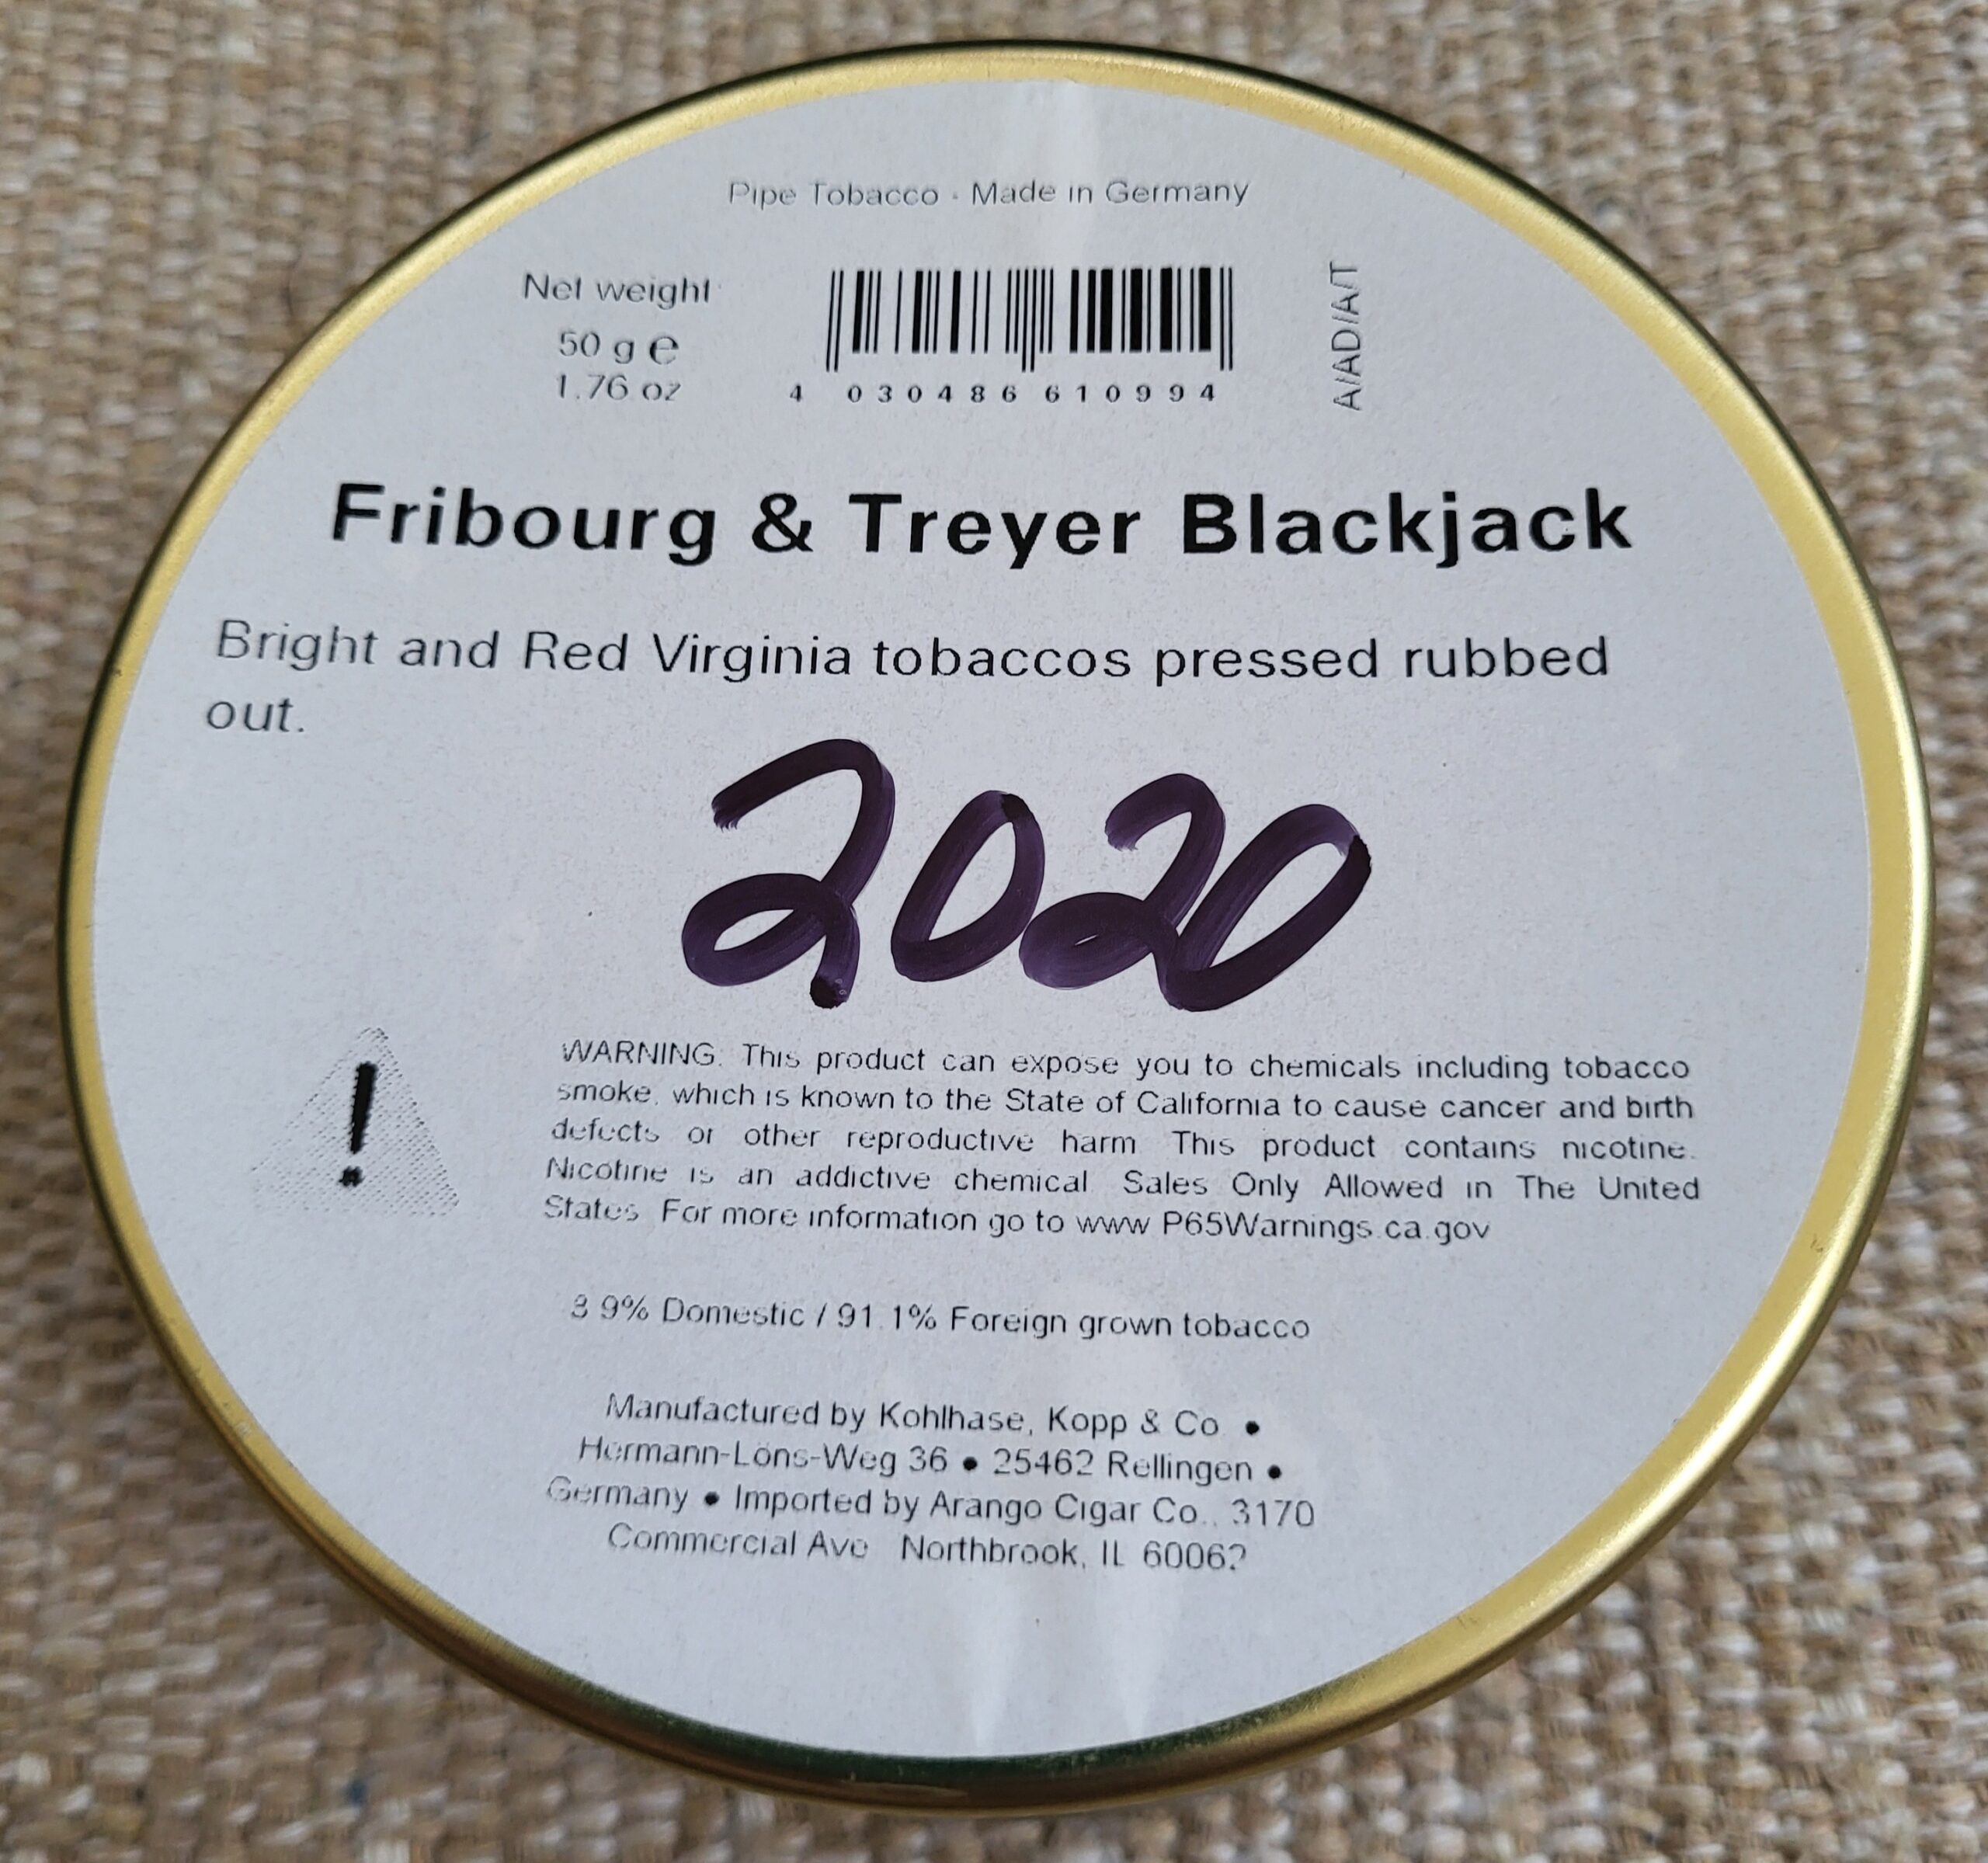 Pipe Tobacco - Made in Germany
Net weight
50 g e
1.76 oz
4 030486 610994
A/AD/A/T
Fribourg & Treyer Blackjack
Bright and Red Virginia tobaccos pressed rubbed
out.
2020
!
WARNING: This product can expose you to chemicals including tobacco
smoke, which is known to the State of California to cause cancer and birth
defects or other reproductive harm This product contains nicotine.
Nicotine is an addictive chemical Sales Only Allowed in The United
States For more information go to www P65Warnings.ca.gov
9% Domestic / 91.1% Foreign grown tobacco
Manufactured by Kohlhase, Kopp & Co •
Hermann-Löns-Weg 36 • 25462 Rellingen •
Germany • Imported by Arango Cigar Co., 3170
Commercial Ave Northbrook, IL 60062